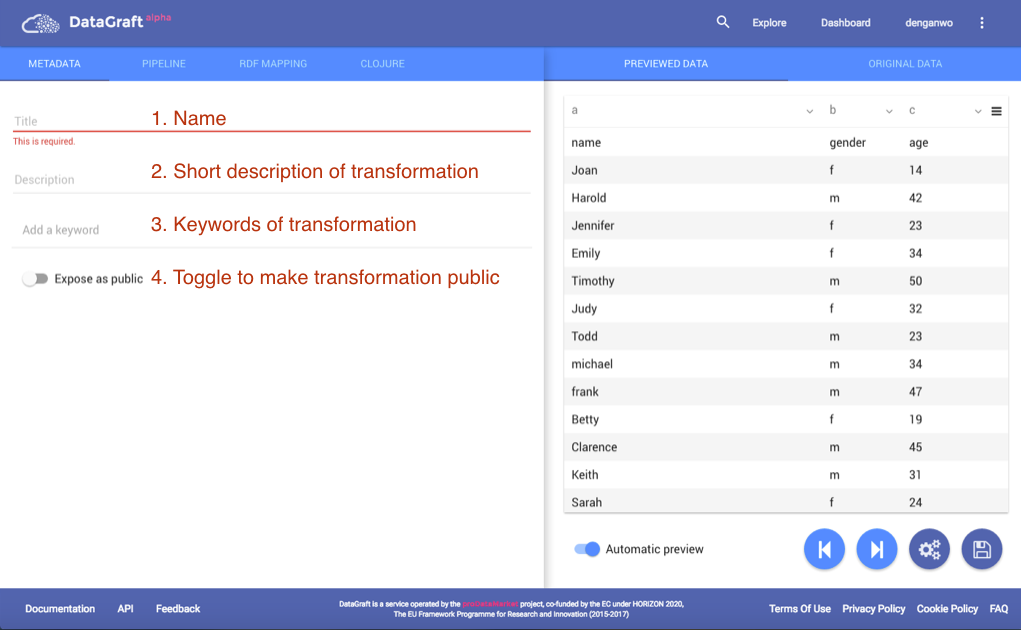 DataGraft alpha
Explore Dashboard denganwo
METADATA PIPELINE RDF MAPPING CLOJURE
PREVIEWED DATA ORIGINAL DATA
Title 1. Name
This is required.
Description 2. Short description of transformation
Add a keyword 3. Keywords of transformation
Expose as public 4. Toggle to make transformation public
a b c
name gender age
Joan f 14
Harold m 42
Jennifer f 23
Emily f 34
Timothy m 50
Judy f 32
Todd m 23
michael m 34
frank m 47
Betty f 19
Clarence m 45
Keith m 31
Sarah f 24
Automatic preview
Documentation API Feedback
DataGraft is a service operated by the project, co-funded by the EC under HORIZON 2020,
The EU Framework Programme for Research and Innovation (2015-2017)
Terms Of Use Privacy Policy Cookie Policy FAQ